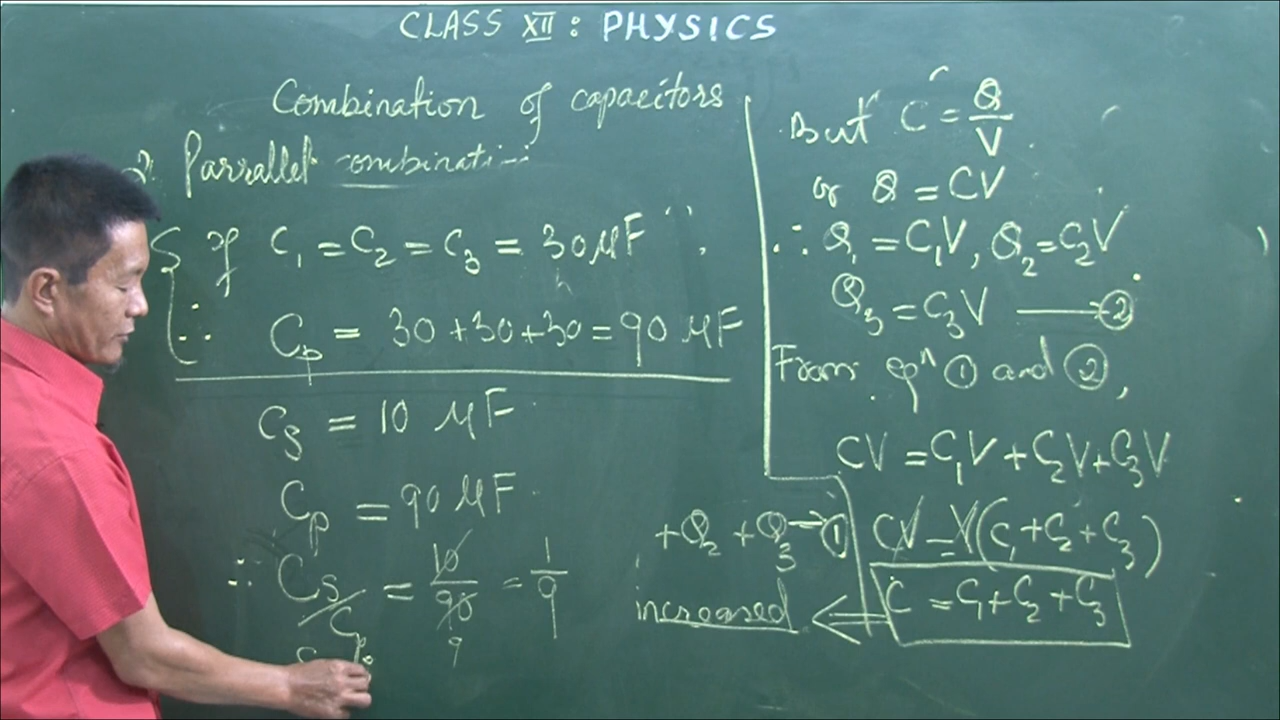 CLASS XII : PHYSICS
Combination of capacitors
2. Parrallel combinati
If C₁ = C₂ = C₃ = 30 μF
∴ Cp = 30 + 30 + 30 = 90 μF
Cs = 10 μF
Cp = 90 μF
∴ Cs/Cp = 10/90 = 1/9
9
But C = Q/V
or Q = CV
∴ Q₁ = C₁V, Q₂ = C₂V
Q₃ = C₃V → ②
From eqⁿ ① and ②,
CV = C₁V + C₂V + C₃V
+ Q₂ + Q₃ → ①
CV = V(C₁ + C₂ + C₃)
C = C₁ + C₂ + C₃
increased ⇐